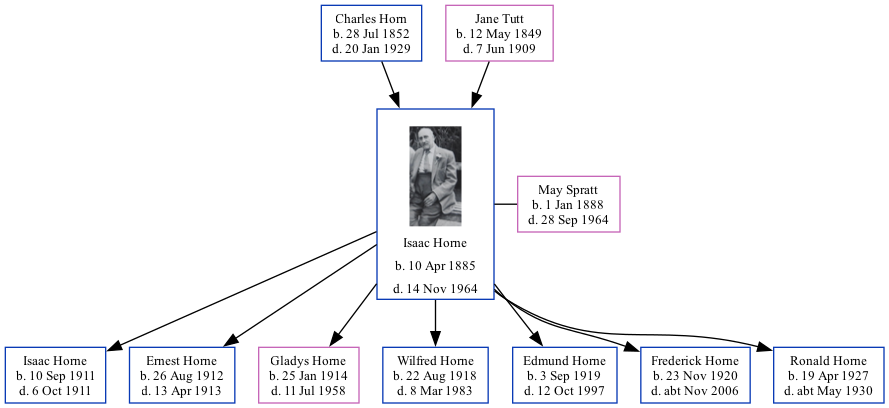 Charles Horn
b. 28 Jul 1852
d. 20 Jan 1929
Jane Tutt
b. 12 May 1849
d. 7 Jun 1909
Isaac Horne
b. 10 Apr 1885
d. 14 Nov 1964
May Spratt
b. 1 Jan 1888
d. 28 Sep 1964
Isaac Horne
b. 10 Sep 1911
d. 6 Oct 1911
Ernest Horne
b. 26 Aug 1912
d. 13 Apr 1913
Gladys Horne
b. 25 Jan 1914
d. 11 Jul 1958
Wilfred Horne
b. 22 Aug 1918
d. 8 Mar 1983
Edmund Horne
b. 3 Sep 1919
d. 12 Oct 1997
Frederick Horne
b. 23 Nov 1920
d. abt Nov 2006
Ronald Horne
b. 19 Apr 1927
d. abt May 1930